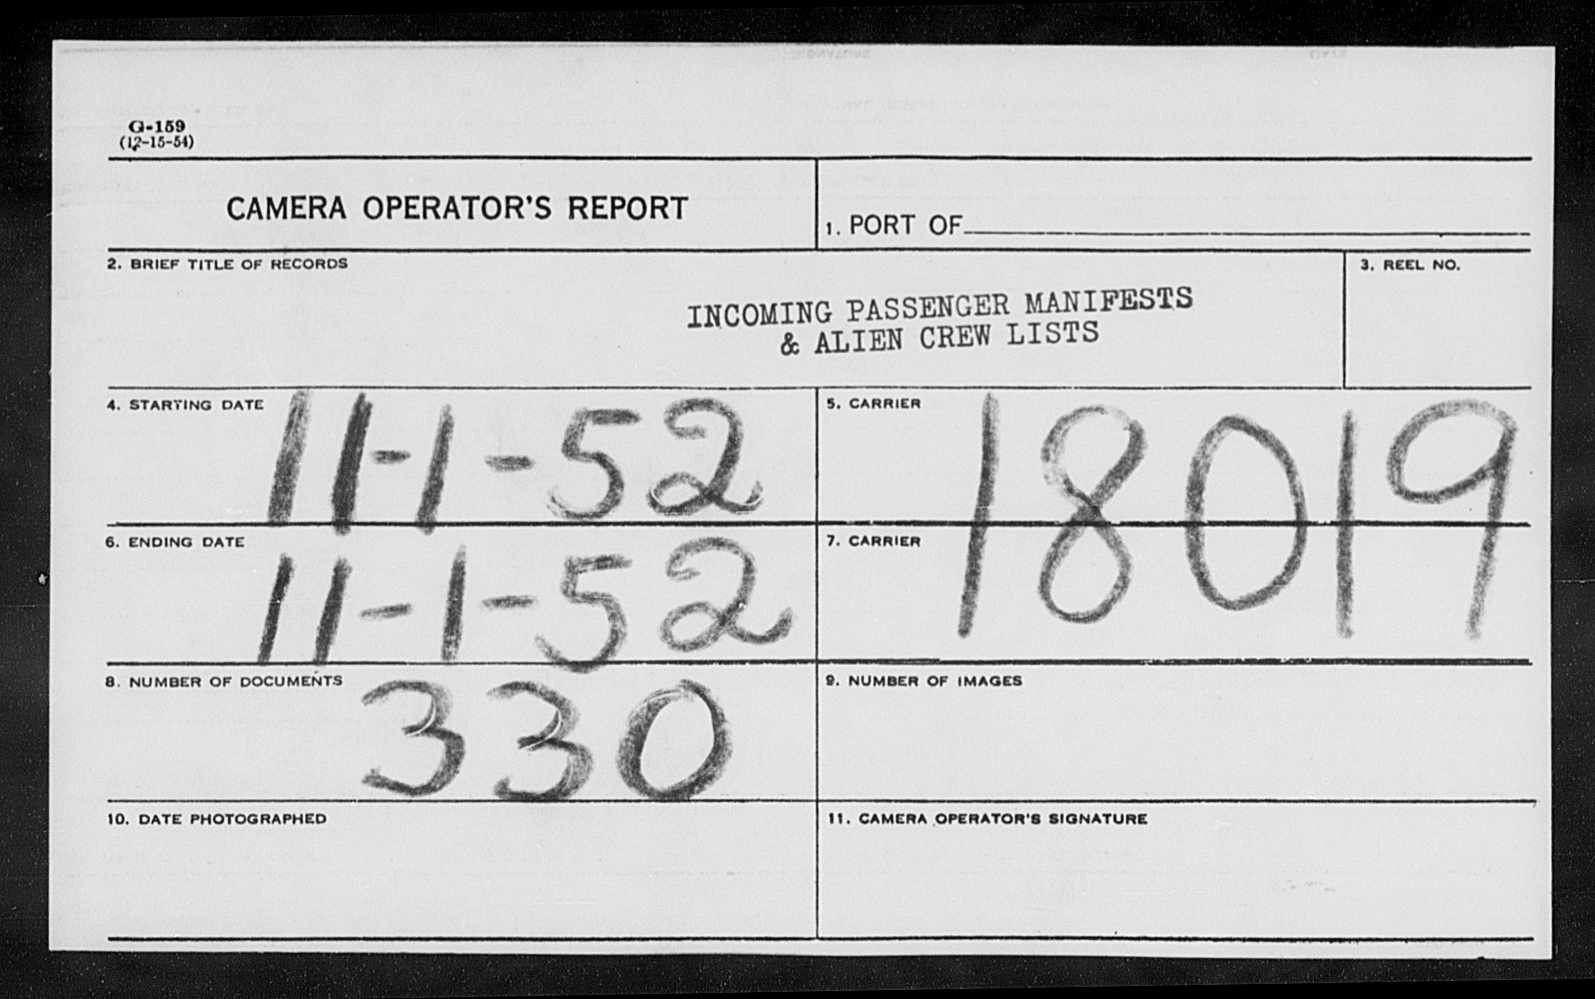 G-159
(12-15-54)
CAMERA OPERATOR'S REPORT
1. PORT OF
2. BRIEF TITLE OF RECORDS
INCOMING PASSENGER MANIFESTS
& ALIEN CREW LISTS
3. REEL NO.
4. STARTING DATE
11-1-52
5. CARRIER
18019
6. ENDING DATE
11-1-52
7. CARRIER
8. NUMBER OF DOCUMENTS
330
9. NUMBER OF IMAGES
10. DATE PHOTOGRAPHED
11. CAMERA OPERATOR'S SIGNATURE